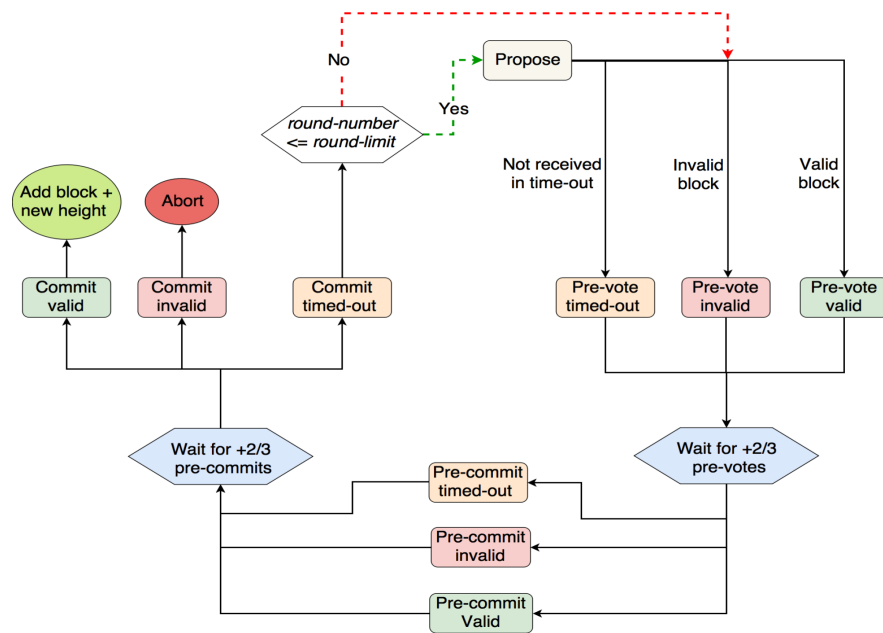 No
Propose
Yes
round-number
<= round-limit
Not received
in time-out
Invalid
block
Valid
block
Add block +
new height
Abort
Commit
valid
Commit
invalid
Commit
timed-out
Pre-vote
timed-out
Pre-vote
invalid
Pre-vote
valid
Wait for +2/3
pre-commits
Wait for +2/3
pre-votes
Pre-commit
timed-out
Pre-commit
invalid
Pre-commit
Valid